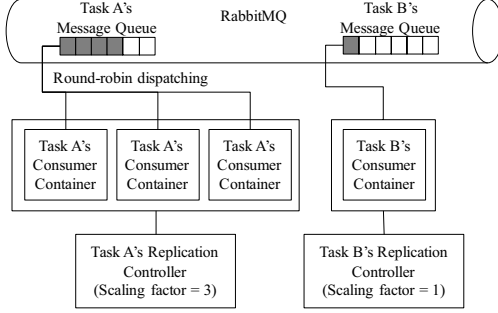 Task A's
Message Queue
RabbitMQ
Task B's
Message Queue
Round-robin dispatching
Task A's
Consumer
Container
Task A's
Consumer
Container
Task A's
Consumer
Container
Task B's
Consumer
Container
Task A's Replication
Controller
(Scaling factor = 3)
Task B's Replication
Controller
(Scaling factor = 1)